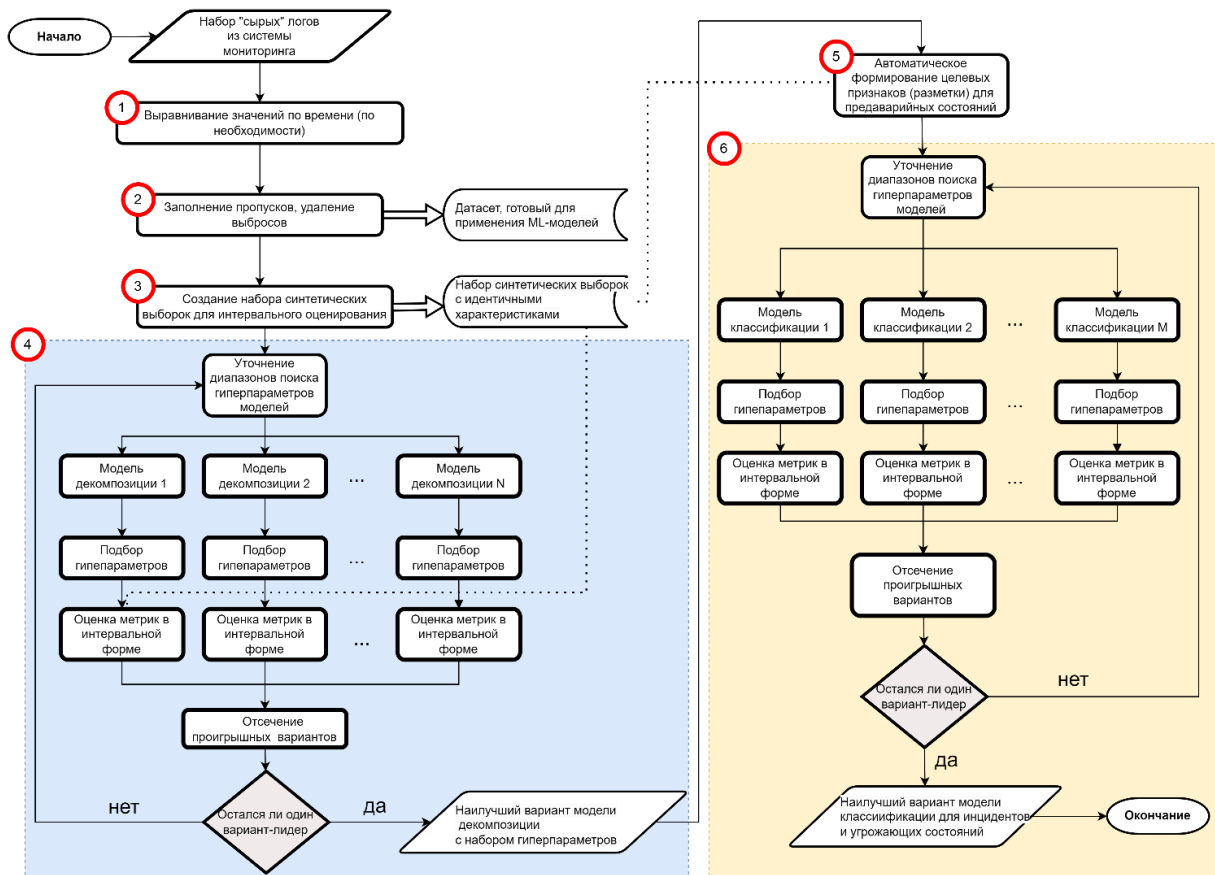 Начало
Набор "сырых" логов
из системы
мониторинга
1
Выравнивание значений по времени (по
необходимости)
2
Заполнение пропусков, удаление
выбросов
Датасет, готовый для
применения ML-моделей
3
Создание набора синтетических
выборок для интервального оценирования
Набор синтетических выборок
с идентичными
характеристиками
4
Уточнение
диапазонов поиска
гиперпараметров
моделей
Модель
декомпозиции 1
Модель
декомпозиции 2
...
Модель
декомпозиции N
Подбор
гипепараметров
Подбор
гипепараметров
...
Подбор
гипепараметров
Оценка метрик в
интервальной
форме
Оценка метрик в
интервальной
форме
...
Оценка метрик в
интервальной
форме
Отсечение
проигрышных вариантов
Остался ли один
вариант-лидер
нет
да
Наилучший вариант модели
декомпозиции
с набором гиперпараметров
5
Автоматическое
формирование целевых
признаков (разметки) для
предаварийных состояний
6
Уточнение
диапазонов поиска
гиперпараметров
моделей
Модель
классификации 1
Модель
классификации 2
...
Модель
классификации M
Подбор
гипепараметров
Подбор
гипепараметров
...
Подбор
гипепараметров
Оценка метрик в
интервальной
форме
Оценка метрик в
интервальной
форме
...
Оценка метрик в
интервальной
форме
Отсечение
проигрышных
вариантов
Остался ли один
вариант-лидер
нет
да
Наилучший вариант модели
классиификации для инцидентов
и угрожающих состояний
Окончание